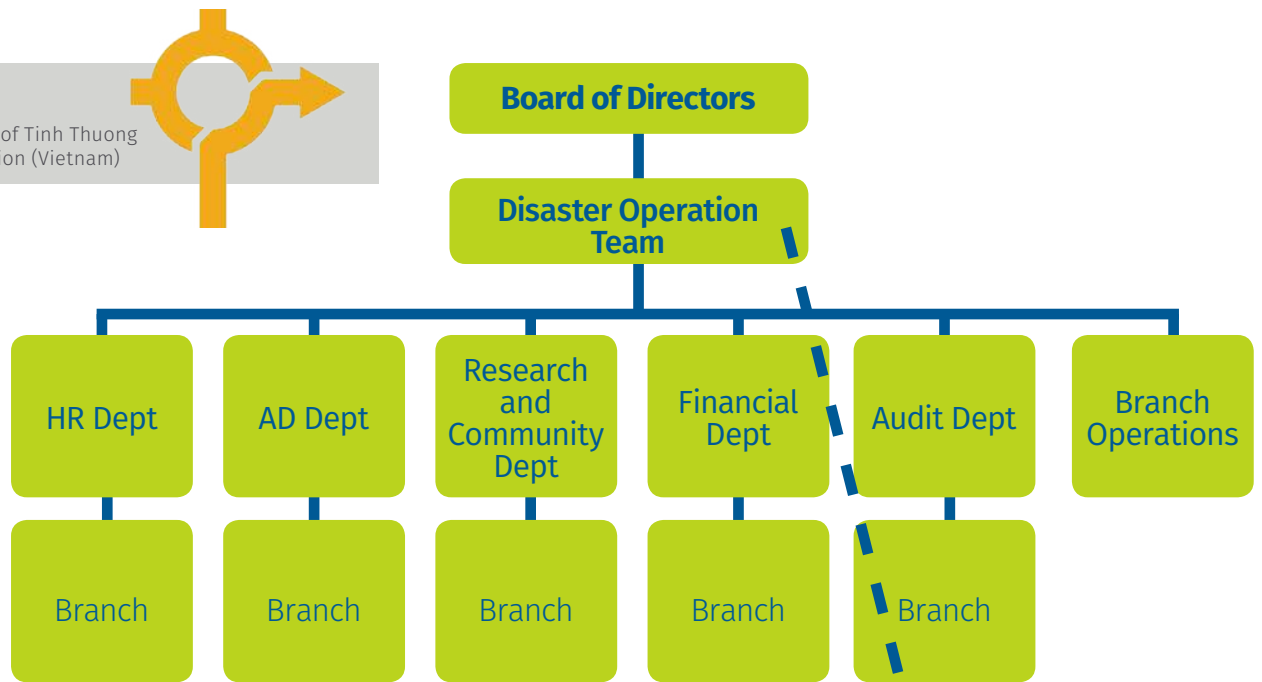 of Tinh Thuong
ion (Vietnam)
Board of Directors
Disaster Operation
Team
HR Dept
AD Dept
Research
and
Community
Dept
Financial
Dept
Audit Dept
Branch
Operations
Branch
Branch
Branch
Branch
Branch